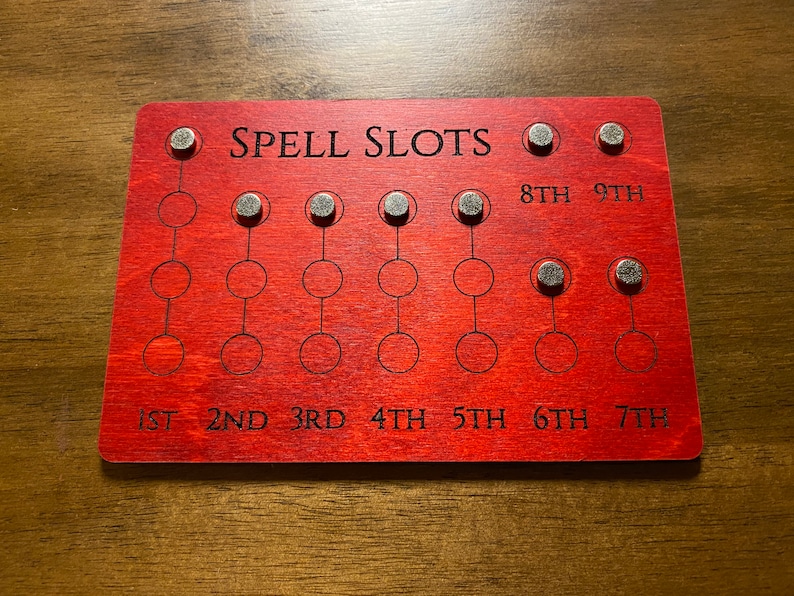 SPELL SLOTS
8TH 9TH
1ST 2ND 3RD 4TH 5TH 6TH 7TH